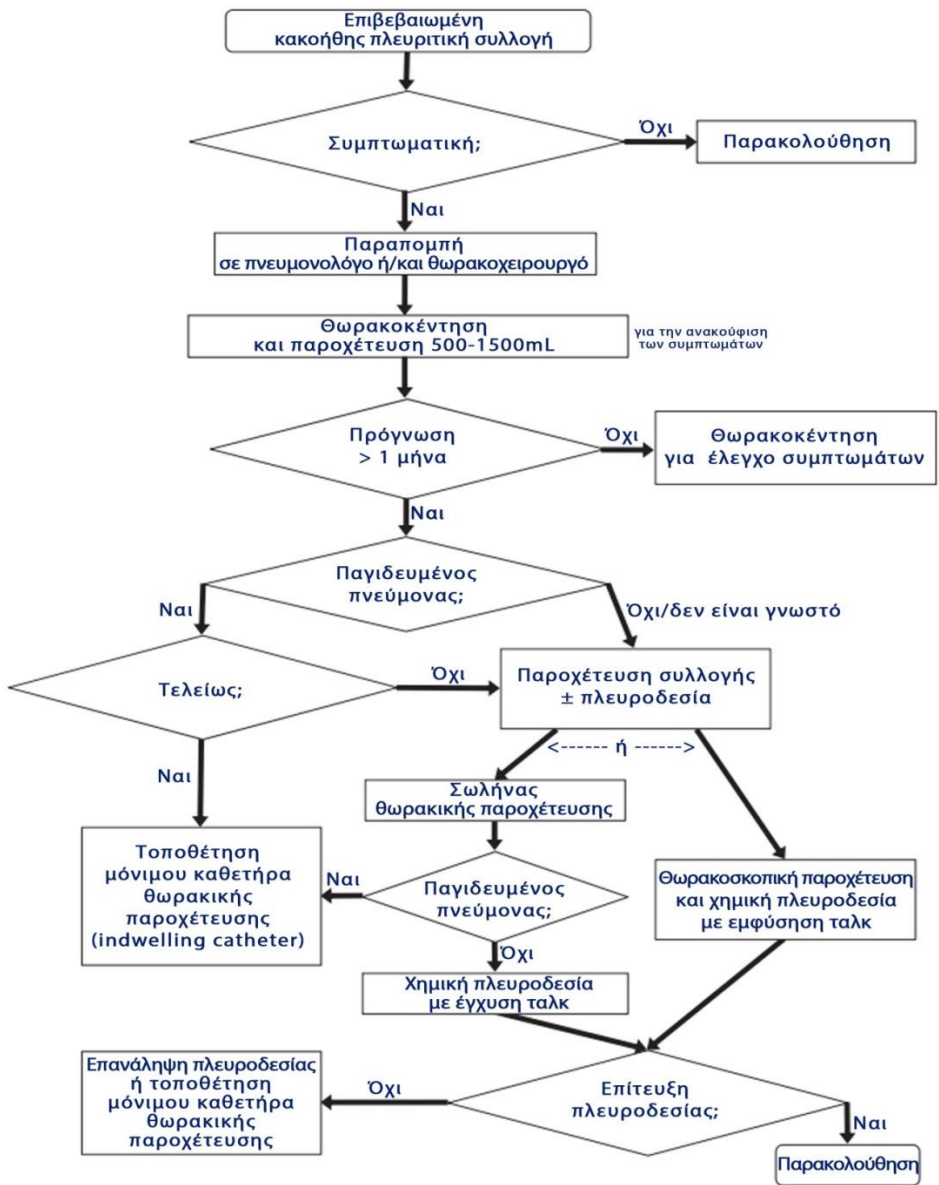 Επιβεβαιωμένη
κακοήθης πλευριτική συλλογή
Συμπτωματική;
Όχι
Παρακολούθηση
Ναι
Παραπομπή
σε πνευμονολόγο ή/και θωρακοχειρουργό
Θωρακοκέντηση
και παροχέτευση 500-1500mL
για την ανακούφιση
των συμπτωμάτων
Πρόγνωση
> 1 μήνα
Όχι
Θωρακοκέντηση
για έλεγχο συμπτωμάτων
Ναι
Παγιδευμένος
πνεύμονας;
Ναι
Όχι/δεν είναι γνωστό
Τελείως;
Όχι
Παροχέτευση συλλογής
± πλευροδεσία
<------ ή ------>
Ναι
Σωλήνας
θωρακικής παροχέτευσης
Τοποθέτηση
μόνιμου καθετήρα
θωρακικής
παροχέτευσης
(indwelling catheter)
Ναι
Παγιδευμένος
πνεύμονας;
Θωρακοσκοπική παροχέτευση
και χημική πλευροδεσία
με εμφύσηση ταλκ
Όχι
Χημική πλευροδεσία
με έγχυση ταλκ
Επανάληψη πλευροδεσίας
ή τοποθέτηση
μόνιμου καθετήρα
θωρακικής
παροχέτευσης
Όχι
Επίτευξη
πλευροδεσίας;
Ναι
Παρακολούθηση